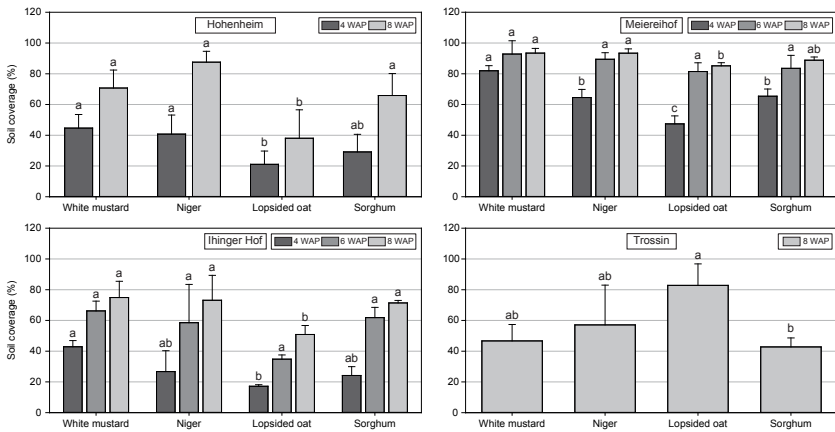 Hohenheim
4 WAP 8 WAP
Soil coverage (%)
120
100
80
60
40
20
0
a a a a b b ab a
White mustard Niger Lopsided oat Sorghum
Meiereihof
4 WAP 6 WAP 8 WAP
120
100
80
60
40
20
0
a a a b a a c a b b a ab
White mustard Niger Lopsided oat Sorghum
Ihinger Hof
4 WAP 6 WAP 8 WAP
Soil coverage (%)
120
100
80
60
40
20
0
a a a ab a a b a b ab a a
White mustard Niger Lopsided oat Sorghum
Trossin
8 WAP
120
100
80
60
40
20
0
ab ab a b
White mustard Niger Lopsided oat Sorghum